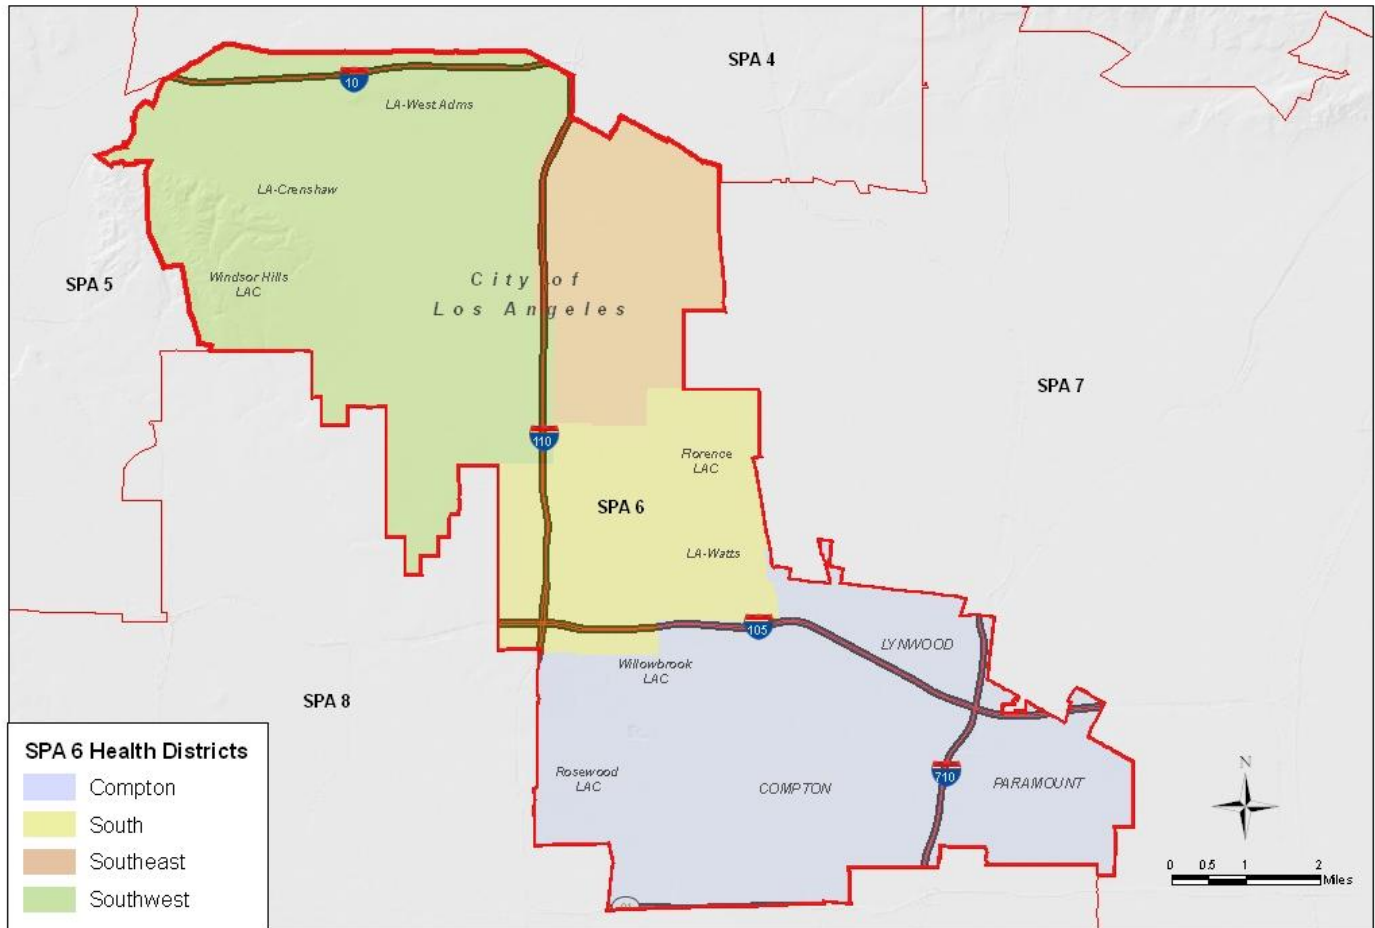 SPA 4
10
LA-West Adms
LA-Crenshaw
SPA 5
Windsor Hills
LAC
City of
Los Angeles
SPA 7
110
Florence
LAC
SPA 6
LA-Watts
105
LYNWOOD
Willowbrook
LAC
SPA 8
Rosewood
LAC
COMPTON
710
PARAMOUNT
SPA 6 Health Districts
Compton
South
Southeast
Southwest
N
0 0.5 1 2
Miles